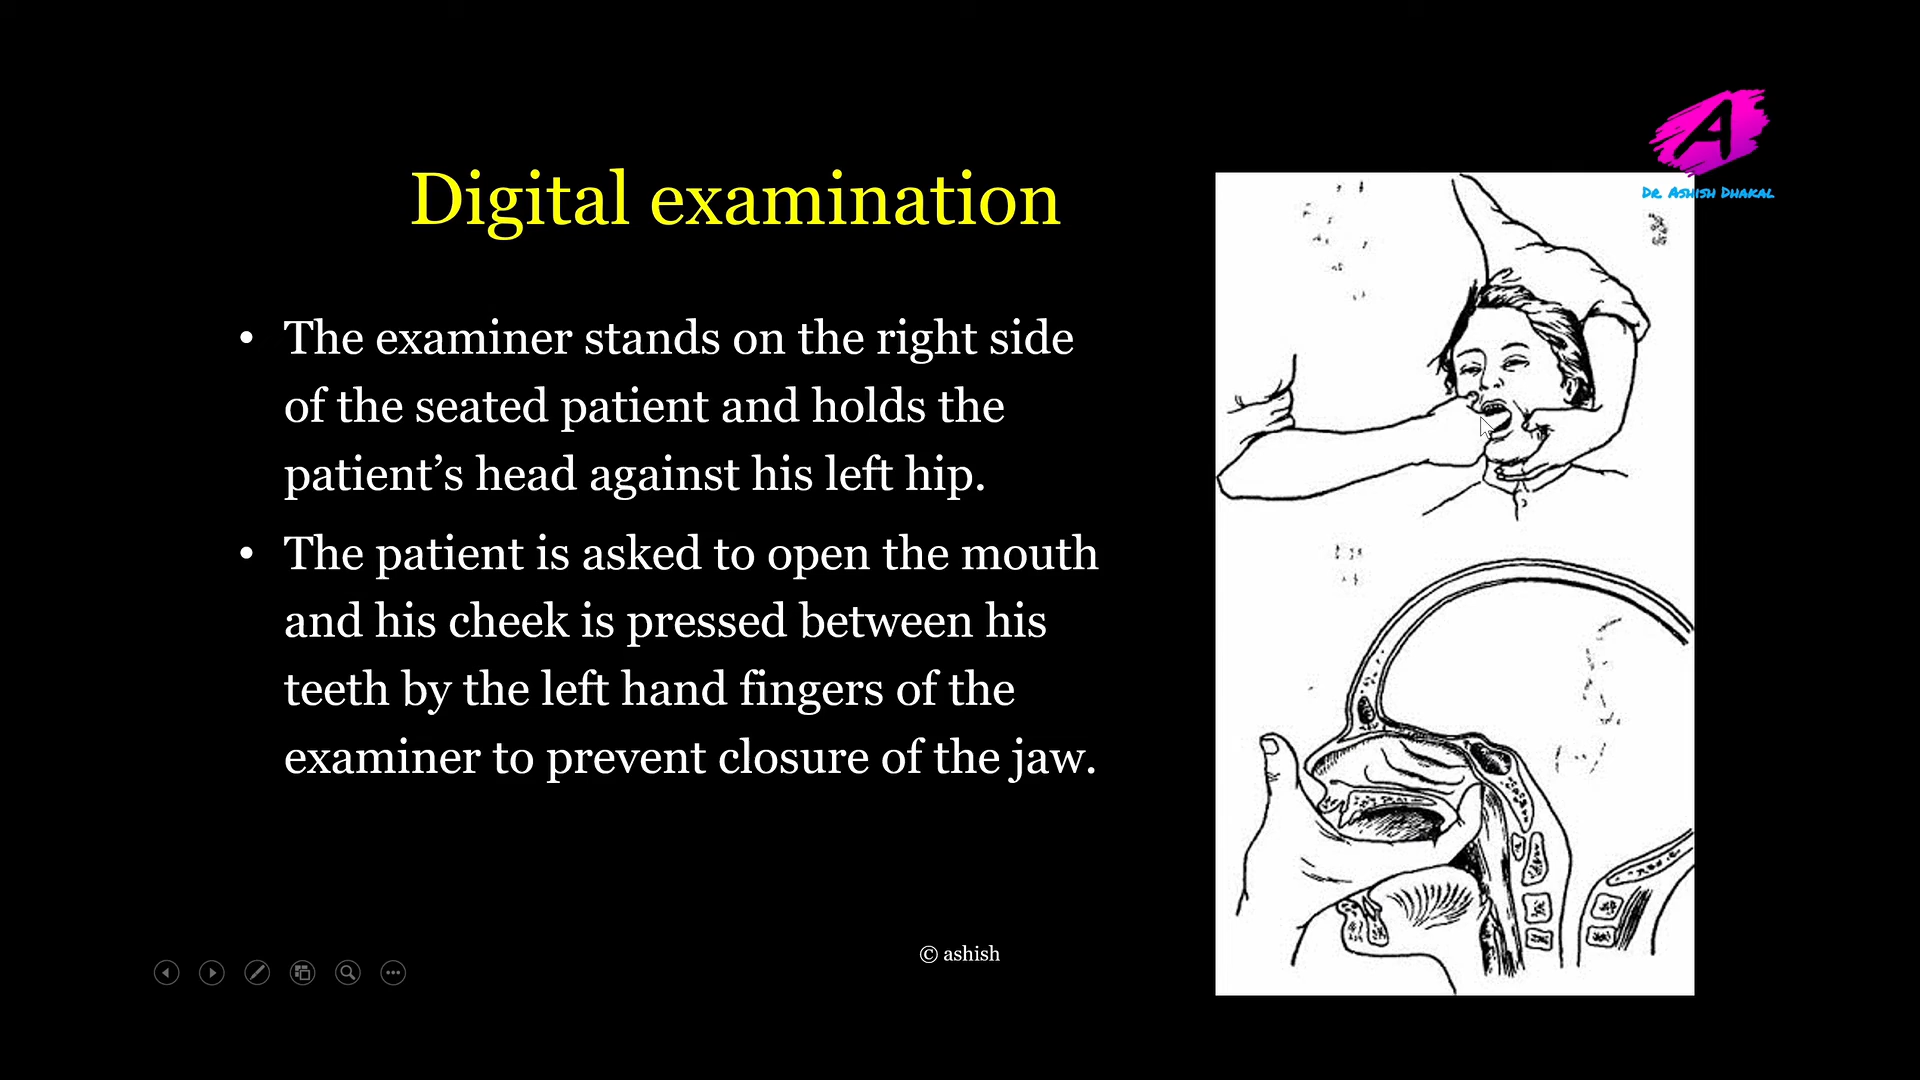 A
Dr. Ashish Dhakal
Digital examination
• The examiner stands on the right side
of the seated patient and holds the
patient’s head against his left hip.
• The patient is asked to open the mouth
and his cheek is pressed between his
teeth by the left hand fingers of the
examiner to prevent closure of the jaw.
© ashish